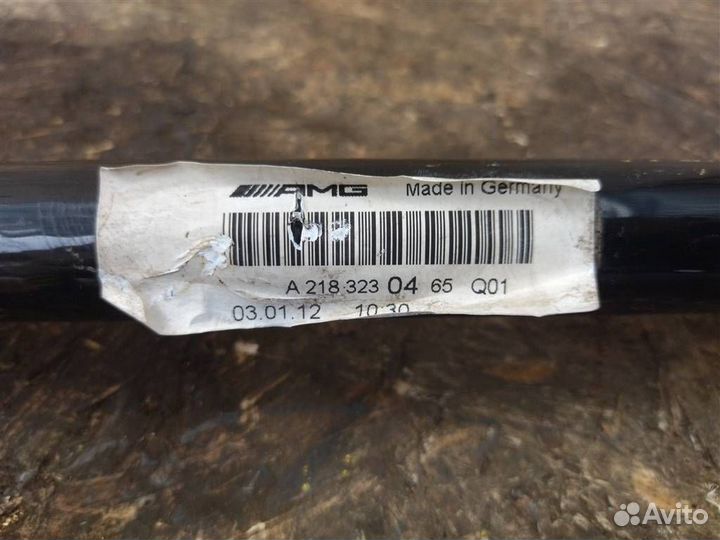 AMG Made in Germany
A 218 323 04 65 Q01
03.01.12 10:30
Avito